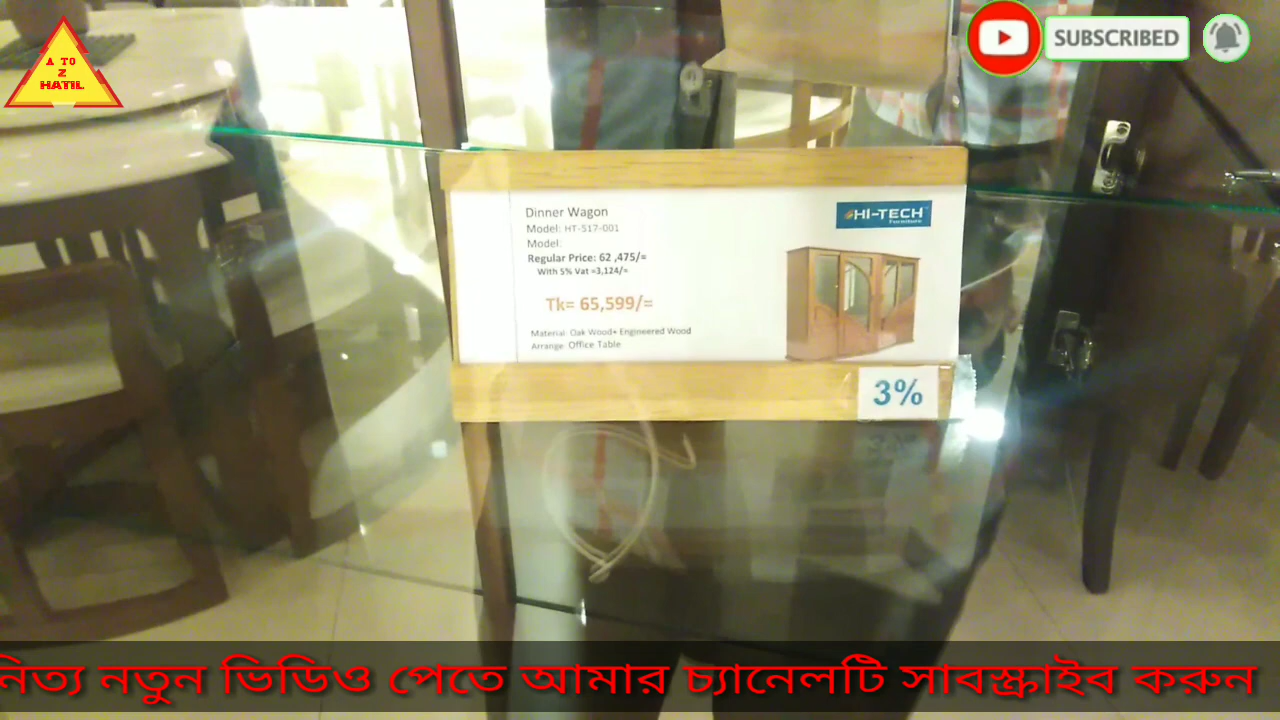 A TO
Z
HATIL
SUBSCRIBED
Dinner Wagon
Model: HT-517-001
Model:
Regular Price: 62 ,475/=
With 5% Vat =3,124/=
Tk= 65,599/=
Material: Oak Wood+ Engineered Wood
Arrange: Office Table
HI-TECH
Furniture
3%
নিত্য নতুন ভিডিও পেতে আমার চ্যানেলটি সাবস্ক্রাইব করুন